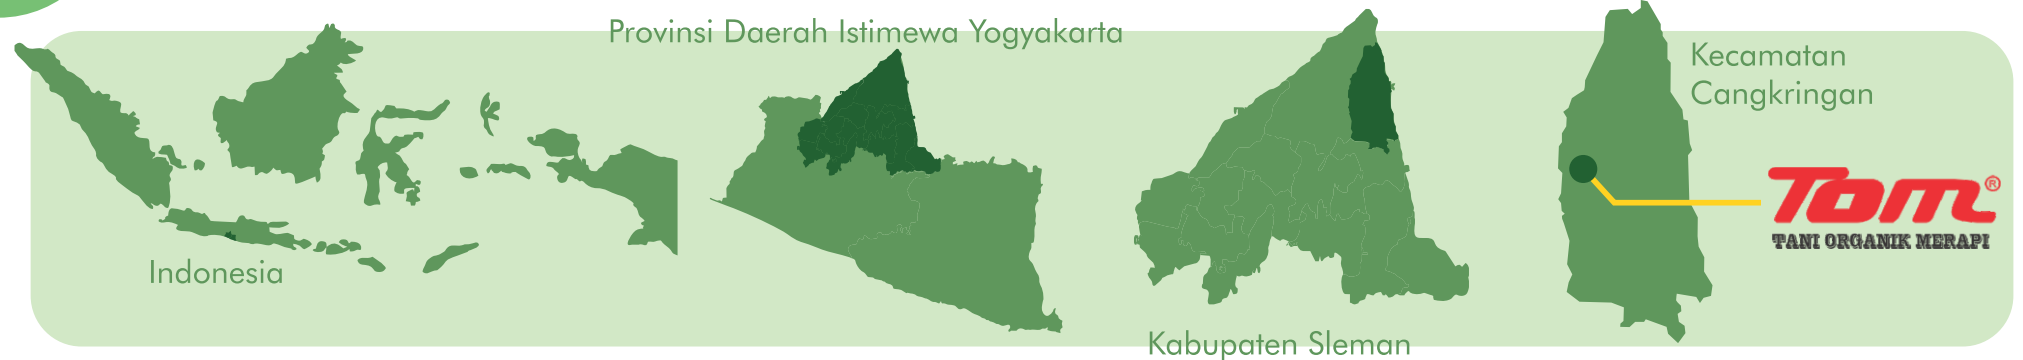 Provinsi Daerah Istimewa Yogyakarta
Indonesia
Kabupaten Sleman
Kecamatan
Cangkringan
TOM®
TANI ORGANIK MERAPI